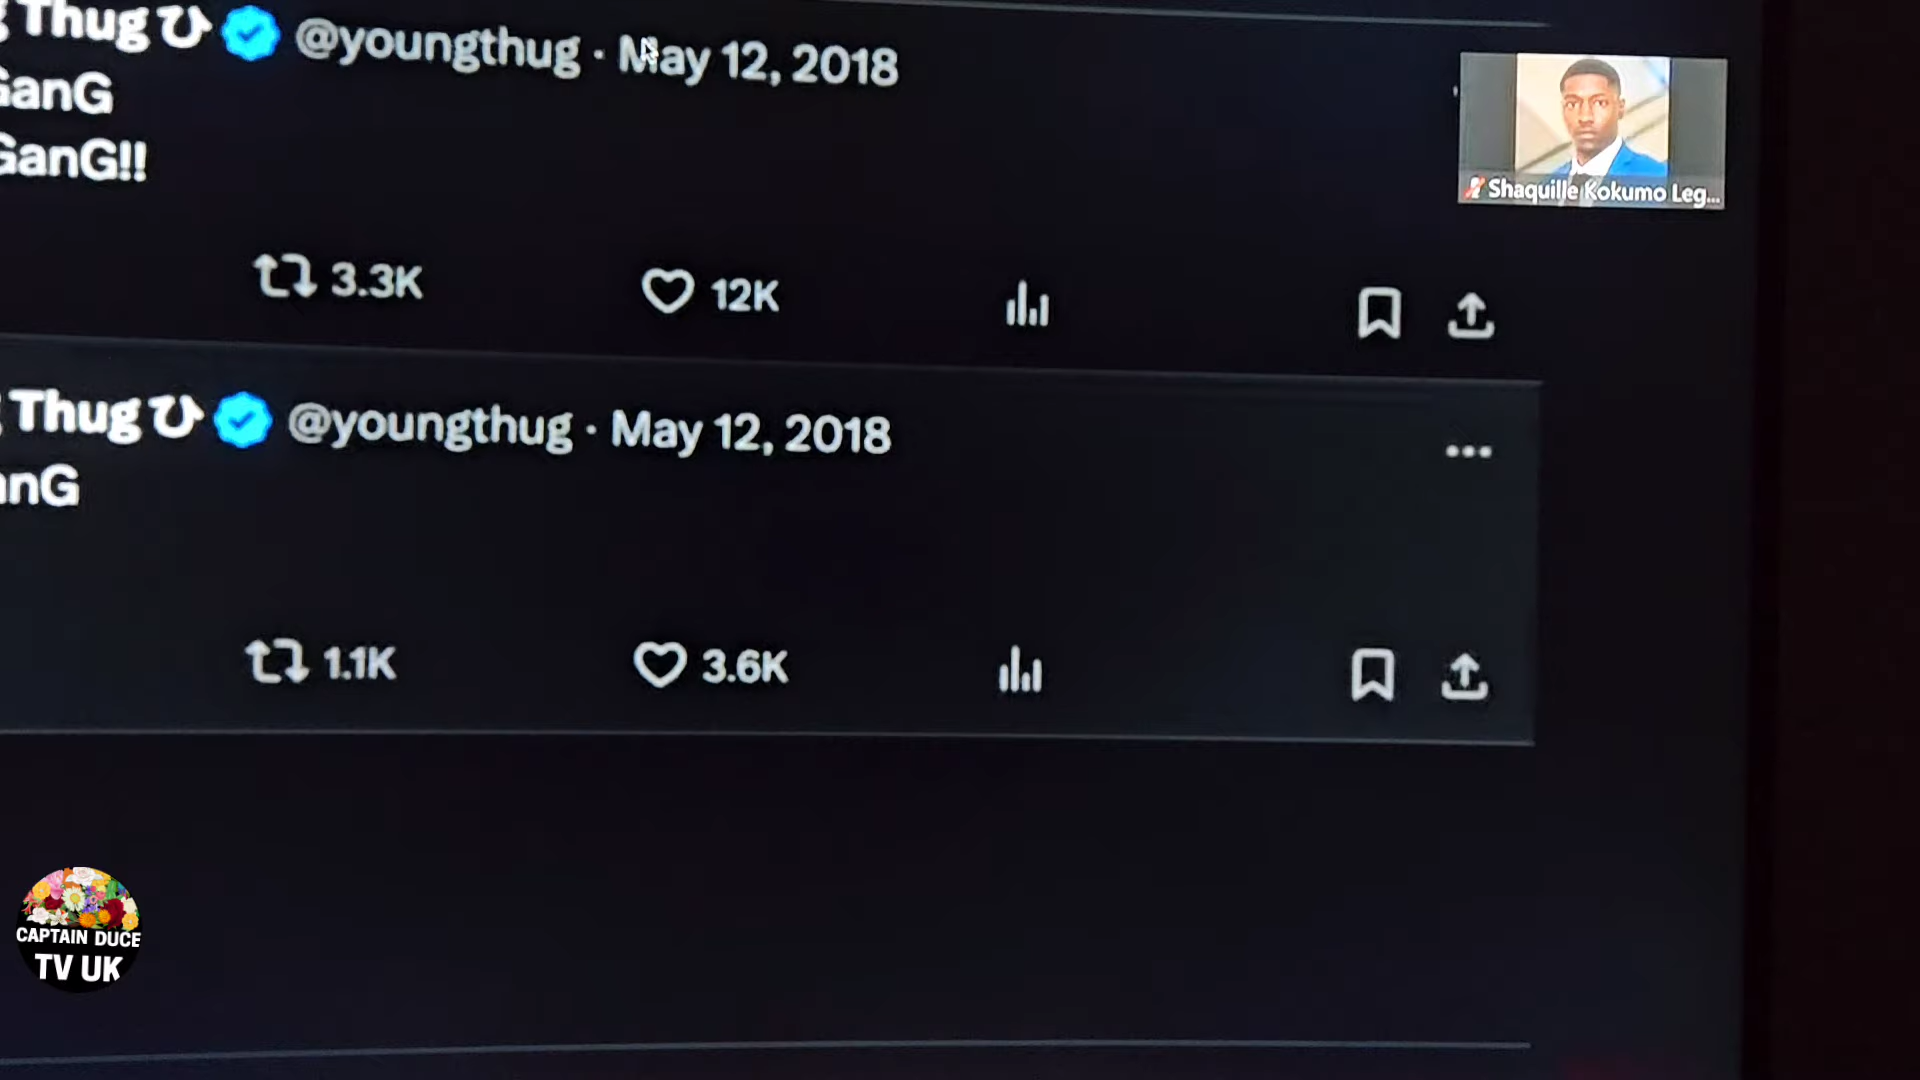 Thug ひ @youngthug · May 12, 2018
GanG
GanG!!
3.3K 12K
Shaquille Kokumo Leg...
Thug ひ @youngthug · May 12, 2018
anG
1.1K 3.6K
CAPTAIN DUCE
TV UK